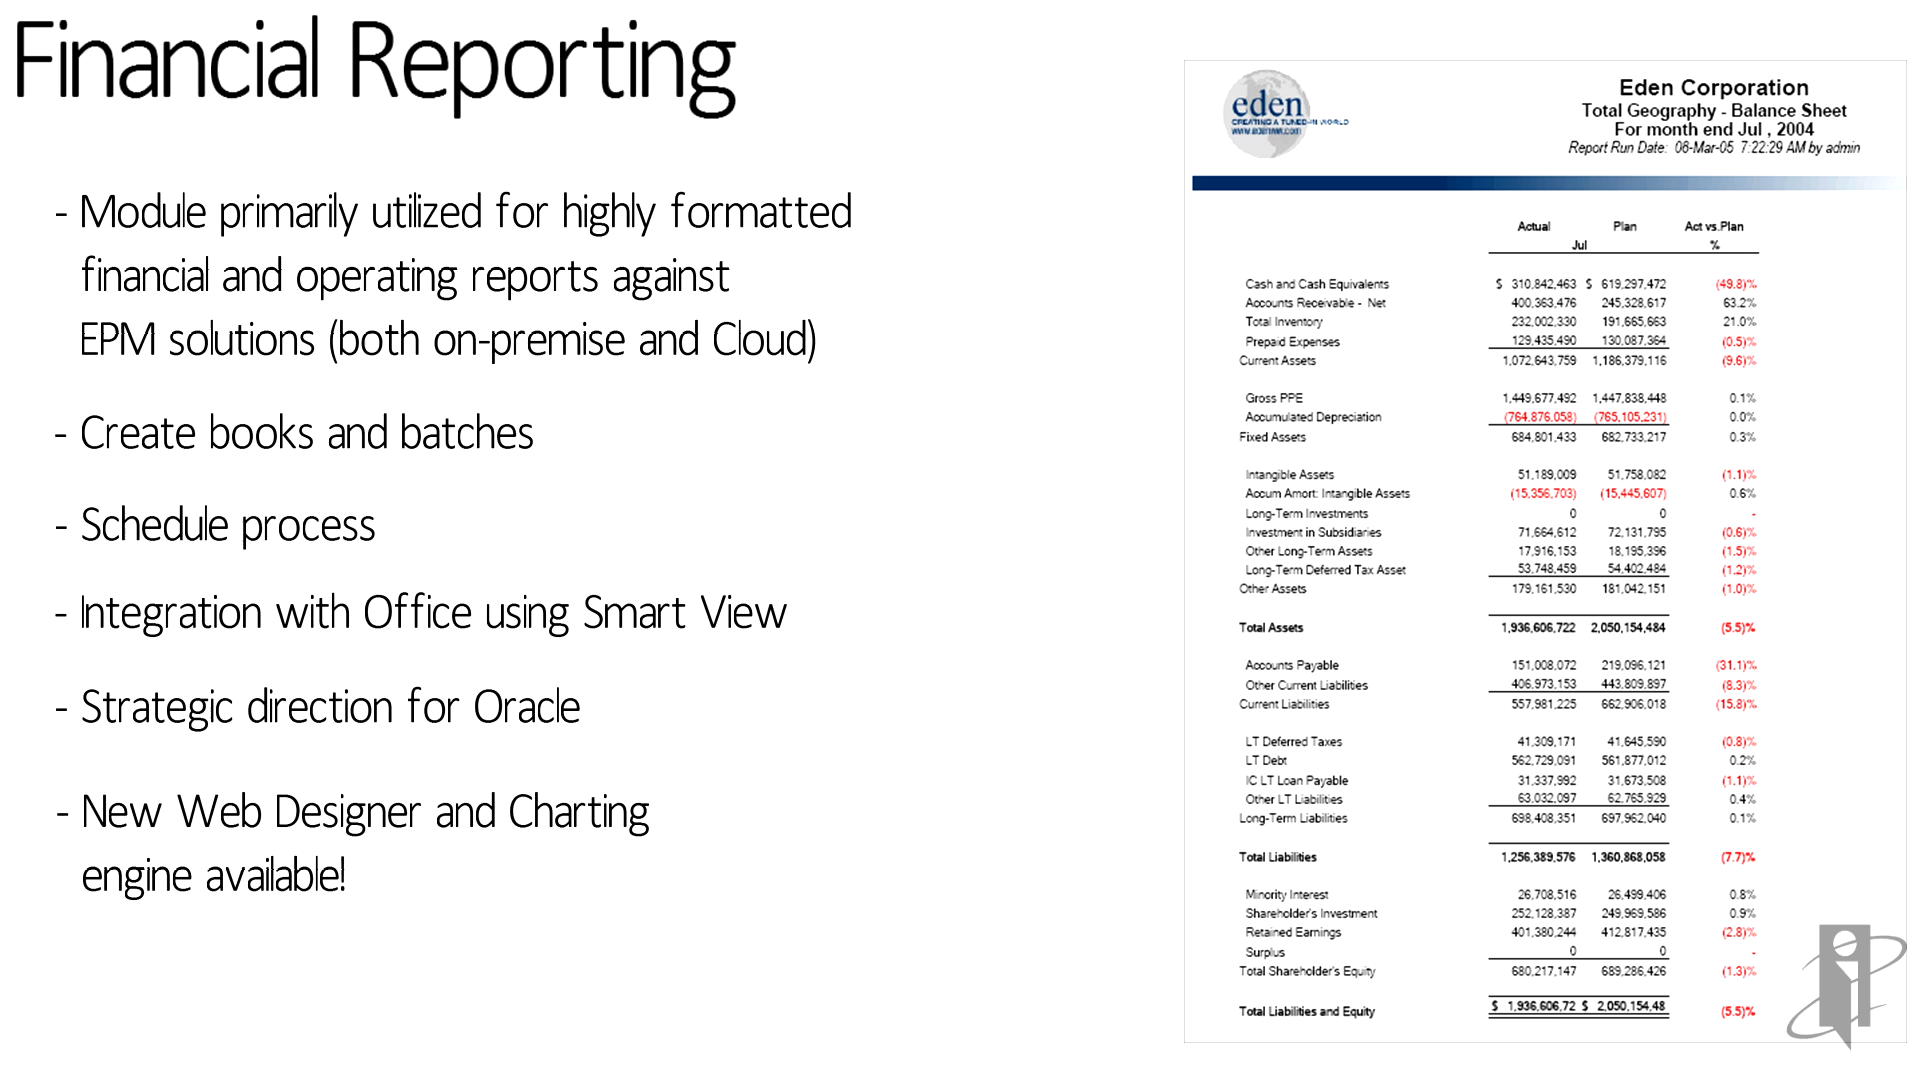 Financial Reporting
- Module primarily utilized for highly formatted
financial and operating reports against
EPM solutions (both on-premise and Cloud)
- Create books and batches
- Schedule process
- Integration with Office using Smart View
- Strategic direction for Oracle
- New Web Designer and Charting
engine available!
eden
CREATING A TUNED-IN WORLD
Eden Corporation
Total Geography - Balance Sheet
For month end Jul , 2004
Report Run Date: 08-Mar-05 7:22:29 AM by admin
Actual Plan Act vs.Plan
Jul %
Cash and Cash Equivalents $ 310,842,463 $ 619,297,472 (49.8)%
Accounts Receivable - Net 400,363,476 245,328,617 63.2%
Total Inventory 232,002,330 191,665,663 21.0%
Prepaid Expenses 129,435,490 130,087,364 (0.5)%
Current Assets 1,072,643,759 1,186,379,116 (9.6)%
Gross PPE 1,449,677,492 1,447,838,448 0.1%
Accumulated Depreciation (764,876,058) (765,105,231) 0.0%
Fixed Assets 684,801,433 682,733,217 0.3%
Intangible Assets 51,189,009 51,758,082 (1.1)%
Accum Amort: Intangible Assets (15,356,703) (15,445,607) 0.6%
Long-Term Investments 0 0 -
Investment in Subsidiaries 71,664,612 72,131,795 (0.6)%
Other Long-Term Assets 17,916,153 18,195,396 (1.5)%
Long-Term Deferred Tax Asset 53,748,459 54,402,484 (1.2)%
Other Assets 179,161,530 181,042,151 (1.0)%
Total Assets 1,936,606,722 2,050,154,484 (5.5)%
Accounts Payable 151,008,072 219,096,121 (31.1)%
Other Current Liabilities 406,973,153 443,809,897 (8.3)%
Current Liabilities 557,981,225 662,906,018 (15.8)%
LT Deferred Taxes 41,309,171 41,645,590 (0.8)%
LT Debt 562,729,091 561,877,012 0.2%
IC LT Loan Payable 31,337,992 31,673,508 (1.1)%
Other LT Liabilities 63,032,097 62,765,929 0.4%
Long-Term Liabilities 698,408,351 697,962,040 0.1%
Total Liabilities 1,256,389,576 1,360,868,058 (7.7)%
Minority Interest 26,708,516 26,499,406 0.8%
Shareholder's Investment 252,128,387 249,969,586 0.9%
Retained Earnings 401,380,244 412,817,435 (2.8)%
Surplus 0 0 -
Total Shareholder's Equity 680,217,147 689,286,426 (1.3)%
Total Liabilities and Equity $ 1,936,606,72 $ 2,050,154,48 (5.5)%